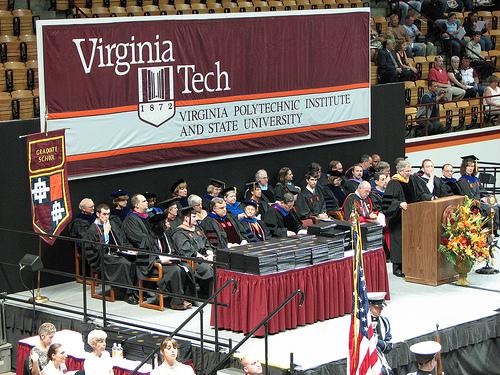 Virginia
Tech
1872
VIRGINIA POLYTECHNIC INSTITUTE
AND STATE UNIVERSITY
GRADUATE
SCHOOL